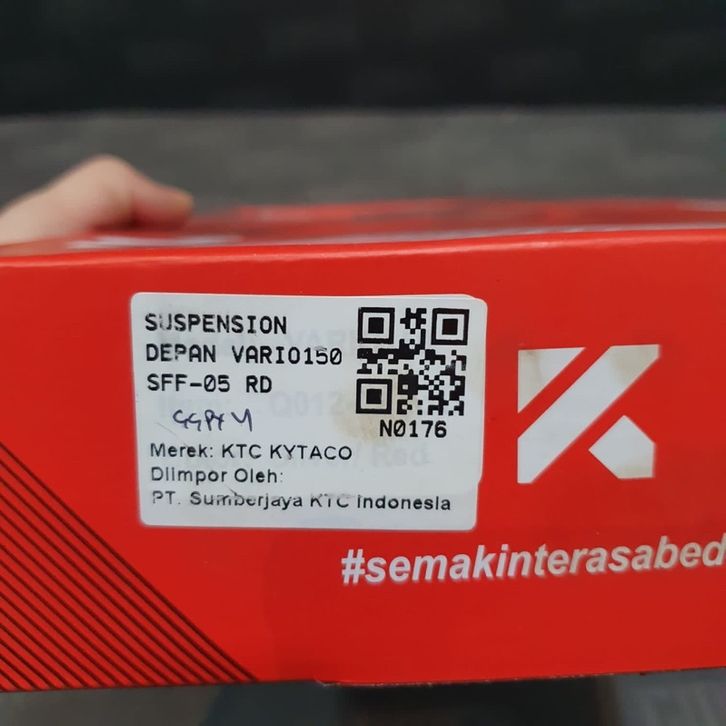 SUSPENSION
DEPAN VARIO150
SFF-05 RD
N0176
Merek: KTC KYTACO
Diimpor Oleh:
PT. Sumberjaya KTC Indonesia
#semakinterasabed